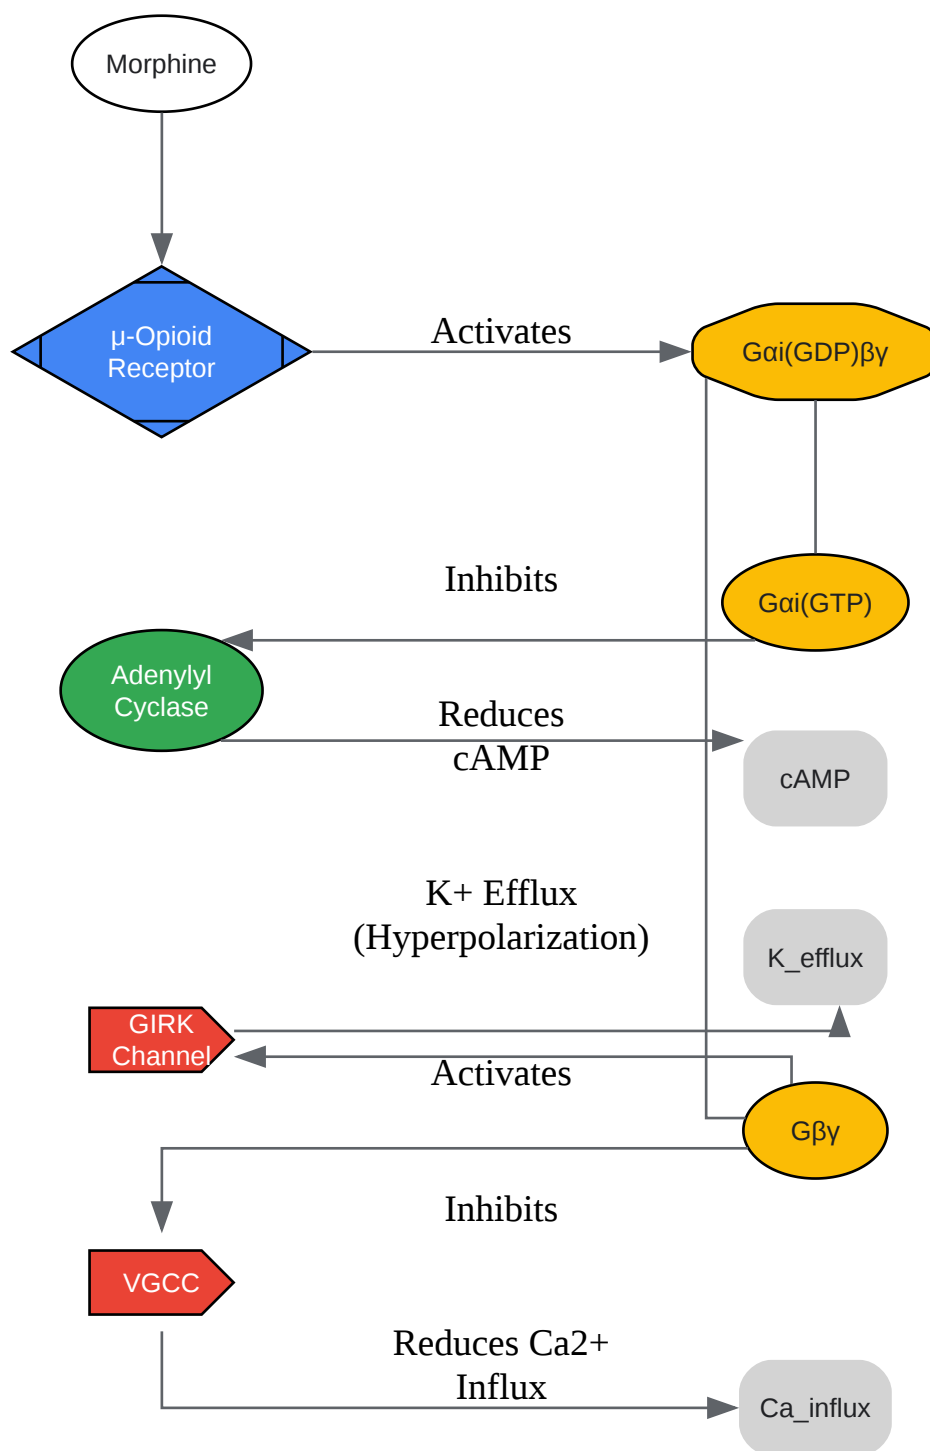 Morphine
μ-Opioid
Receptor
Activates
Gαi(GDP)βγ
Inhibits
Gαi(GTP)
Adenylyl
Cyclase
Reduces
cAMP
cAMP
K+ Efflux
(Hyperpolarization)
K_efflux
GIRK
Channel
Activates
Gβγ
Inhibits
VGCC
Reduces Ca2+
Influx
Ca_influx